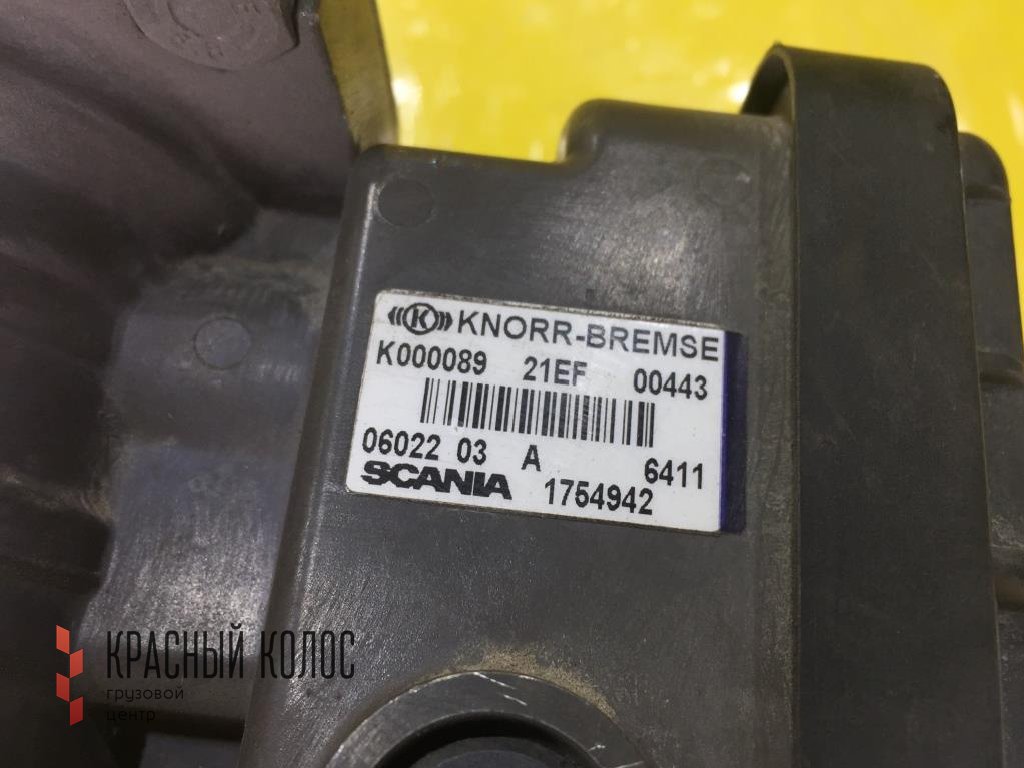 KNORR-BREMSE
K000089 21EF 00443
06022 03 A 6411
SCANIA 1754942
КРАСНЫЙ КОЛОС
грузовой
центр